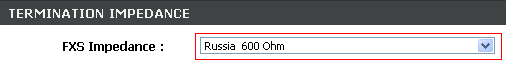 TERMINATION IMPEDANCE
FXS Impedance : Russia 600 Ohm